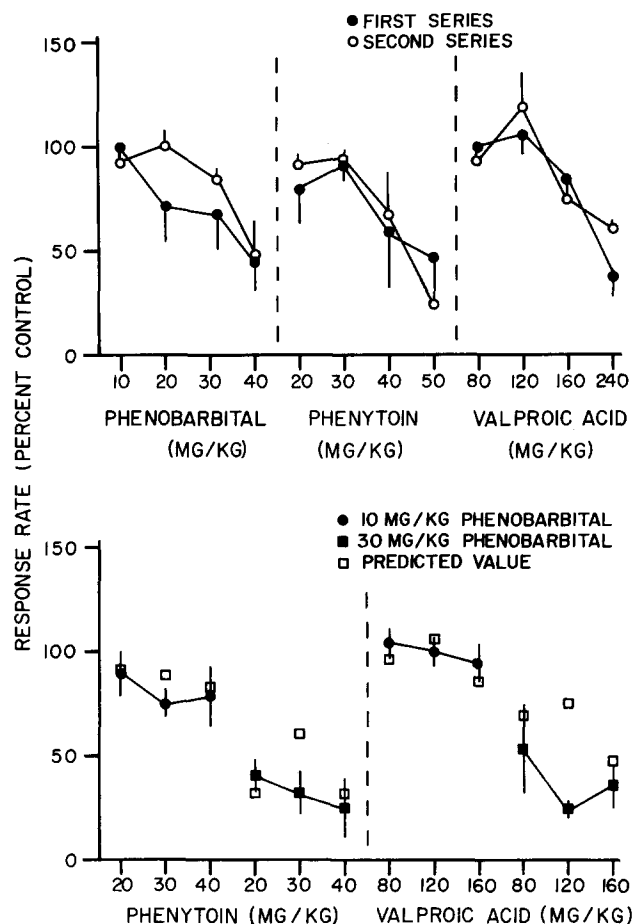 ● FIRST SERIES
○ SECOND SERIES
150
100
50
0
10 20 30 40 20 30 40 50 80 120 160 240
PHENOBARBITAL PHENYTOIN VALPROIC ACID
(MG/KG) (MG/KG) (MG/KG)
RESPONSE RATE (PERCENT CONTROL)
● 10 MG/KG PHENOBARBITAL
■ 30 MG/KG PHENOBARBITAL
□ PREDICTED VALUE
150
100
50
0
20 30 40 20 30 40 80 120 160 80 120 160
PHENYTOIN (MG/KG) VALPROIC ACID (MG/KG)